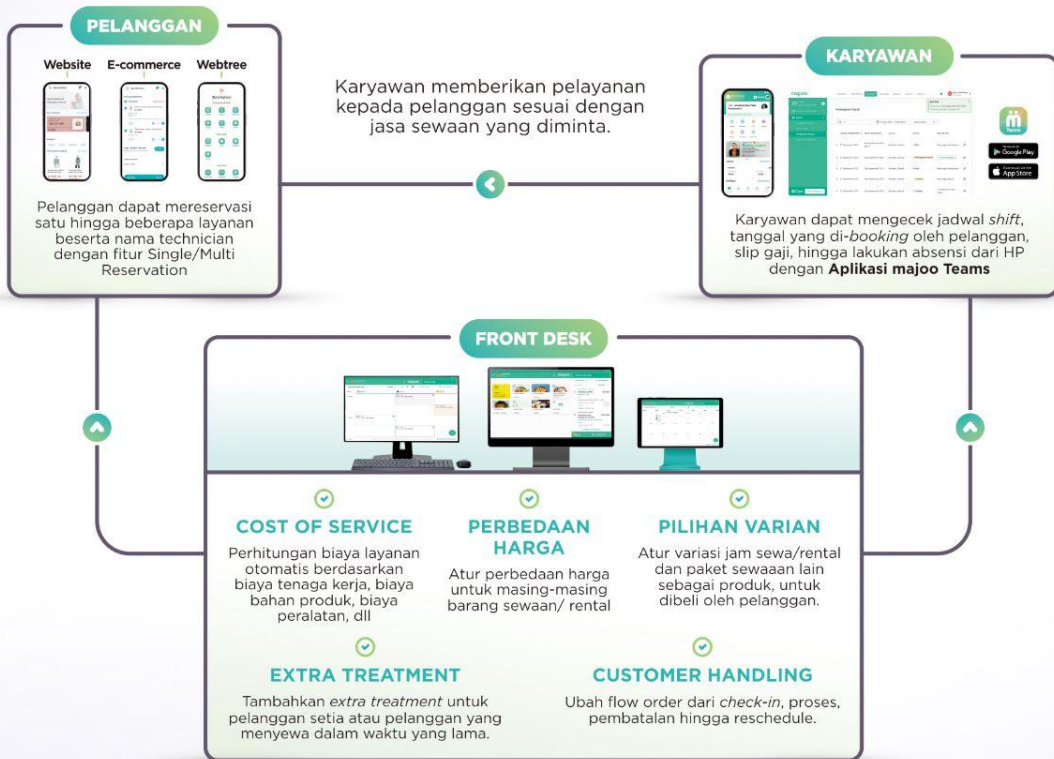 PELANGGAN
Website
E-commerce
Webtree
Pelanggan dapat mereservasi
satu hingga beberapa layanan
beserta nama technician
dengan fitur Single/Multi
Reservation
Karyawan memberikan pelayanan
kepada pelanggan sesuai dengan
jasa sewaan yang diminta.
KARYAWAN
majoo
Teams
Google Play
App Store
Karyawan dapat mengecek jadwal shift,
tanggal yang di-booking oleh pelanggan,
slip gaji, hingga lakukan absensi dari HP
dengan Aplikasi majoo Teams
FRONT DESK
COST OF SERVICE
Perhitungan biaya layanan
otomatis berdasarkan
biaya tenaga kerja, biaya
bahan produk, biaya
peralatan, dll
PERBEDAAN
HARGA
Atur perbedaan harga
untuk masing-masing
barang sewaan/ rental
PILIHAN VARIAN
Atur variasi jam sewa/rental
dan paket sewaaan lain
sebagai produk, untuk
dibeli oleh pelanggan.
EXTRA TREATMENT
Tambahkan extra treatment untuk
pelanggan setia atau pelanggan yang
menyewa dalam waktu yang lama.
CUSTOMER HANDLING
Ubah flow order dari check-in, proses,
pembatalan hingga reschedule.